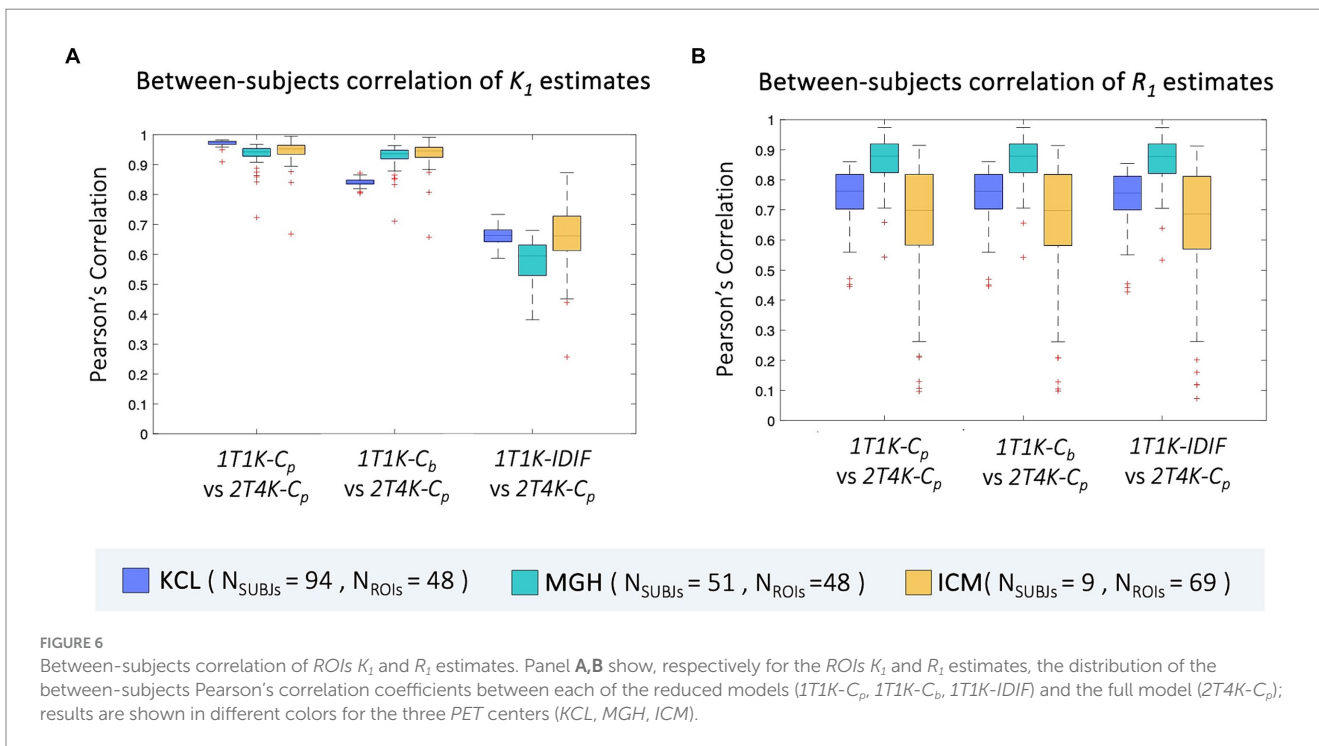 A
Between-subjects correlation of K1 estimates
Pearson's Correlation
1
0.9
0.8
0.7
0.6
0.5
0.4
0.3
0.2
0.1
0
1T1K-Cp
vs 2T4K-Cp
1T1K-Cb
vs 2T4K-Cp
1T1K-IDIF
vs 2T4K-Cp
B
Between-subjects correlation of R1 estimates
Pearson's Correlation
1
0.9
0.8
0.7
0.6
0.5
0.4
0.3
0.2
0.1
0
1T1K-Cp
vs 2T4K-Cp
1T1K-Cb
vs 2T4K-Cp
1T1K-IDIF
vs 2T4K-Cp
KCL ( NSUBJs = 94 , NROIs = 48 )
MGH ( NSUBJs = 51 , NROIs =48 )
ICM( NSUBJs = 9 , NROIs = 69 )
FIGURE 6
Between-subjects correlation of ROIs K1 and R1 estimates. Panel A,B show, respectively for the ROIs K1 and R1 estimates, the distribution of the
between-subjects Pearson's correlation coefficients between each of the reduced models (1T1K-Cp, 1T1K-Cb, 1T1K-IDIF) and the full model (2T4K-Cp);
results are shown in different colors for the three PET centers (KCL, MGH, ICM).